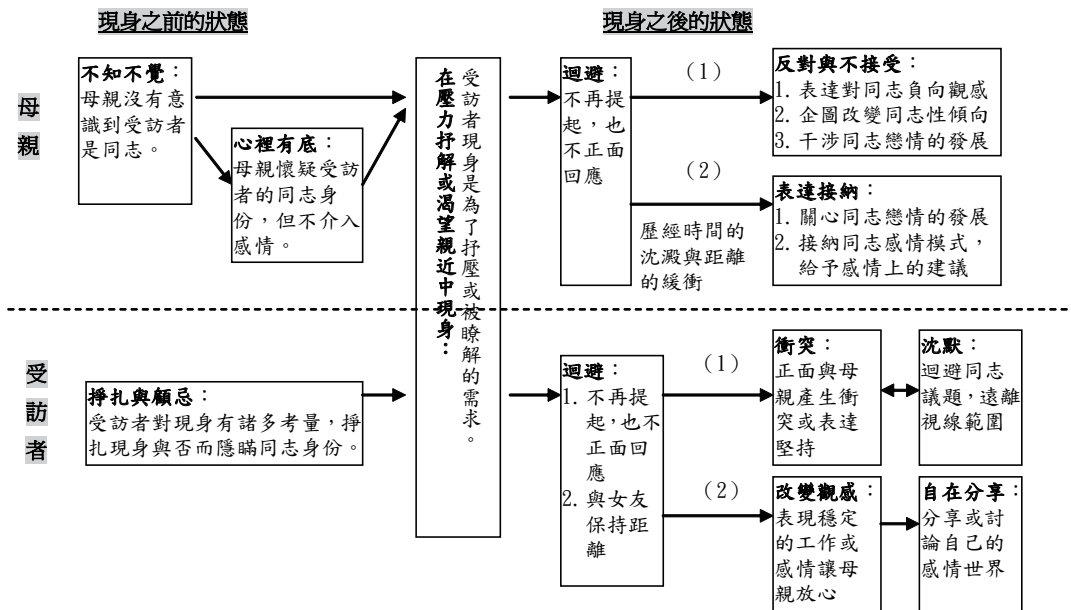 現身之前的狀態
現身之後的狀態
母
親
不知不覺：
母親沒有意
識到受訪者
是同志。
心裡有底：
母親懷疑受訪
者的同志身
份，但不介入
感情。
在壓力抒解或渴望親近中現身：
受訪者現身是為了抒壓或被瞭解的需求。
迴避：
不再提
起，也
不正面
回應
（1）
反對與不接受：
1. 表達對同志負向觀感
2. 企圖改變同志性傾向
3. 干涉同志戀情的發展
（2）
歷經時間的
沈澱與距離
的緩衝
表達接納：
1. 關心同志戀情的發展
2. 接納同志感情模式，
給予感情上的建議
受
訪
者
掙扎與顧忌：
受訪者對現身有諸多考量，掙
扎現身與否而隱瞞同志身份。
迴避：
1. 不再提
起，也不
正面回
應
2. 與女友
保持距
離
（1）
衝突：
正面與母
親產生衝
突或表達
堅持
沈默：
迴避同志
議題，遠離
視線範圍
（2）
改變觀感：
表現穩定
的工作或
感情讓母
親放心
自在分享：
分享或討
論自己的
感情世界